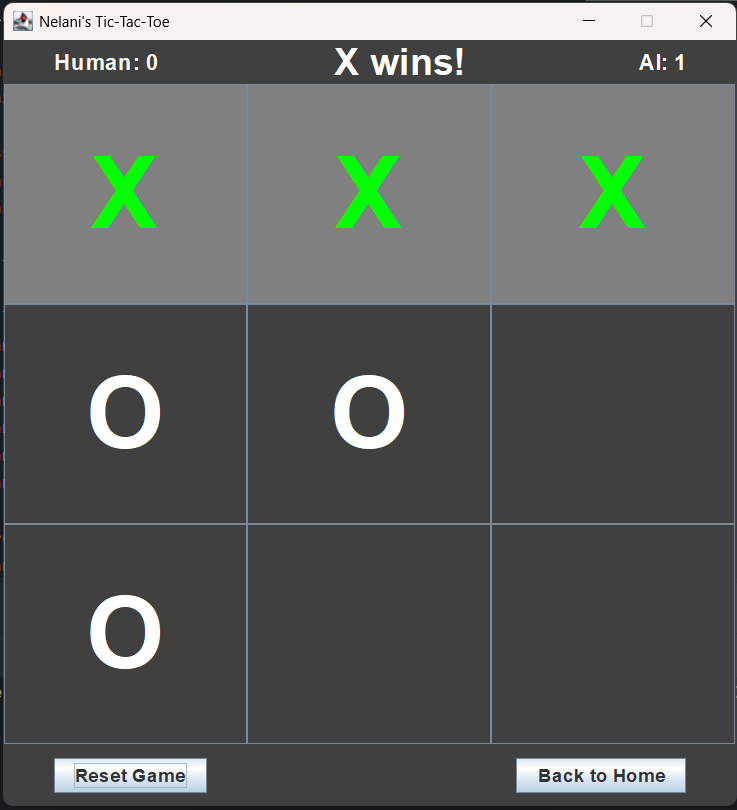 Nelani's Tic-Tac-Toe
Human: 0 X wins! AI: 1
X X X
O O
O
Reset Game Back to Home